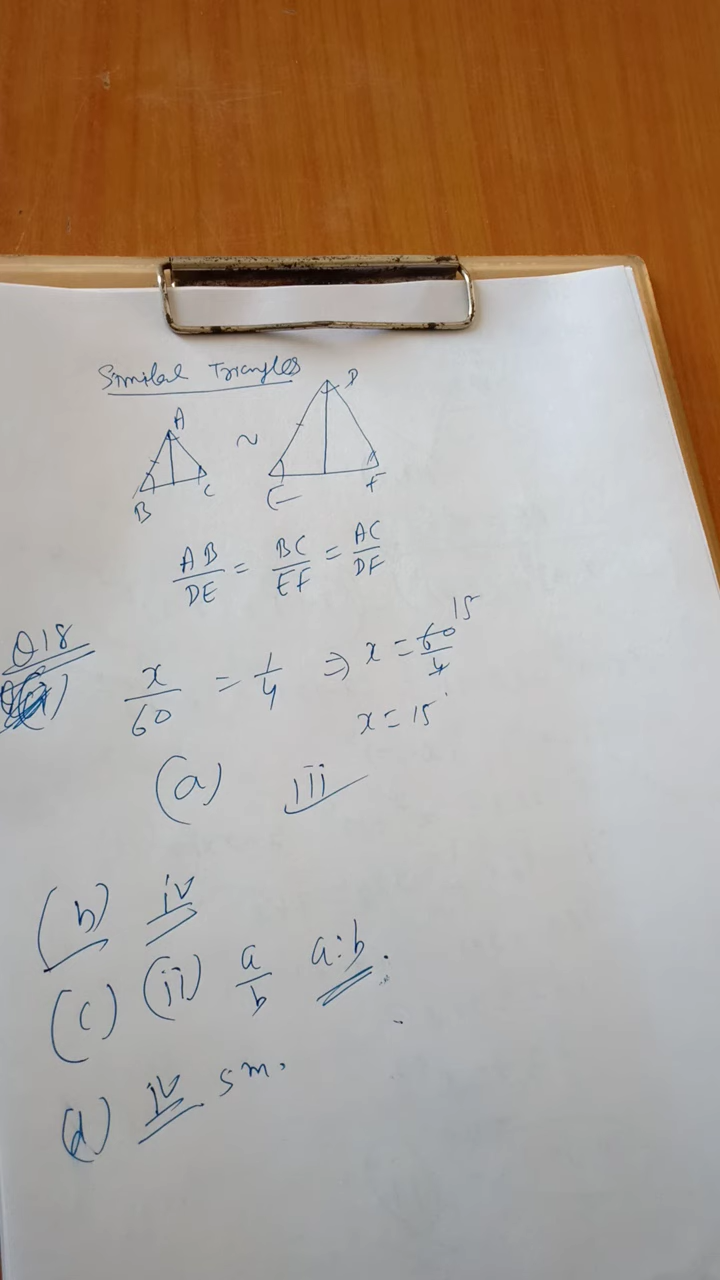 Similar Triangles
A D
~
B C E F
AB/DE = BC/EF = AC/DF
Q18
x/60 = 1/4 ⇒ x = 60/4 15
x = 15
(a) iii
(b) iv
(c) (ii) a/b a:b.
(d) iv 5m.